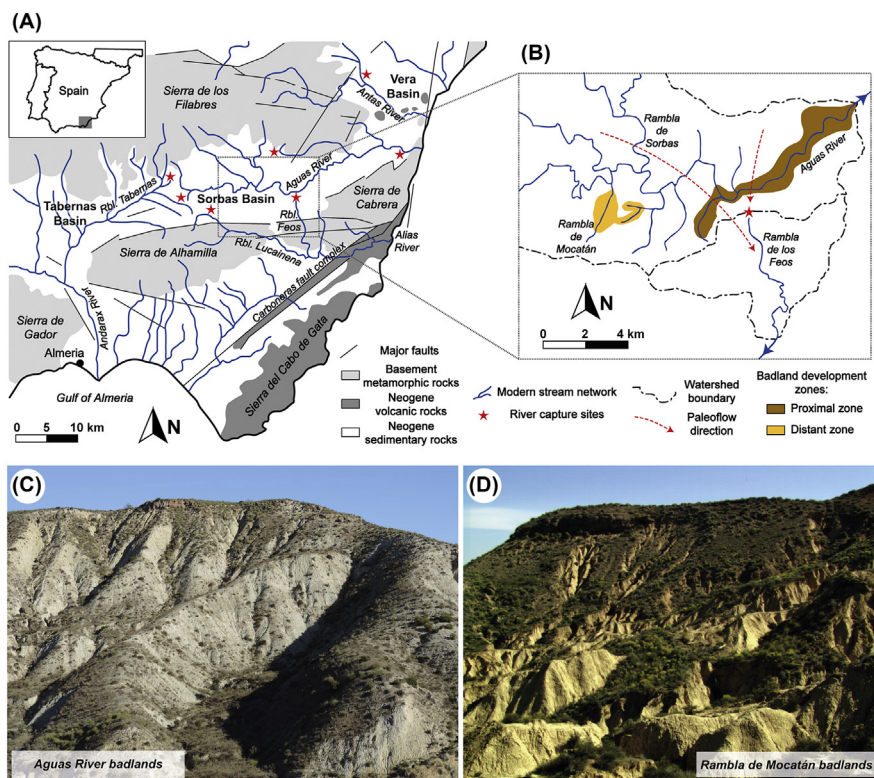 (A)
Spain
Sierra de los
Filabres
Vera
Basin
Antas River
Rbl. Tabernas
Sorbas Basin
Aguas River
Tabernas
Basin
Rbl.
Feos
Sierra de
Cabrera
Sierra de Alhamilla
Rbl. Lucainena
Alias
River
Carboneras fault complex
Andarax River
Sierra de
Gador
Almeria
Sierra del Cabo de Gata
Gulf of Almeria
N
0 5 10 km
Major faults
Basement
metamorphic rocks
Neogene
volcanic rocks
Neogene
sedimentary rocks
(B)
Rambla
de
Sorbas
Aguas River
Rambla
de
Mocatán
Rambla
de los
Feos
N
0 2 4 km
Modern stream network
River capture sites
Watershed
boundary
Paleoflow
direction
Badland development
zones:
Proximal zone
Distant zone
(C)
Aguas River badlands
(D)
Rambla de Mocatán badlands